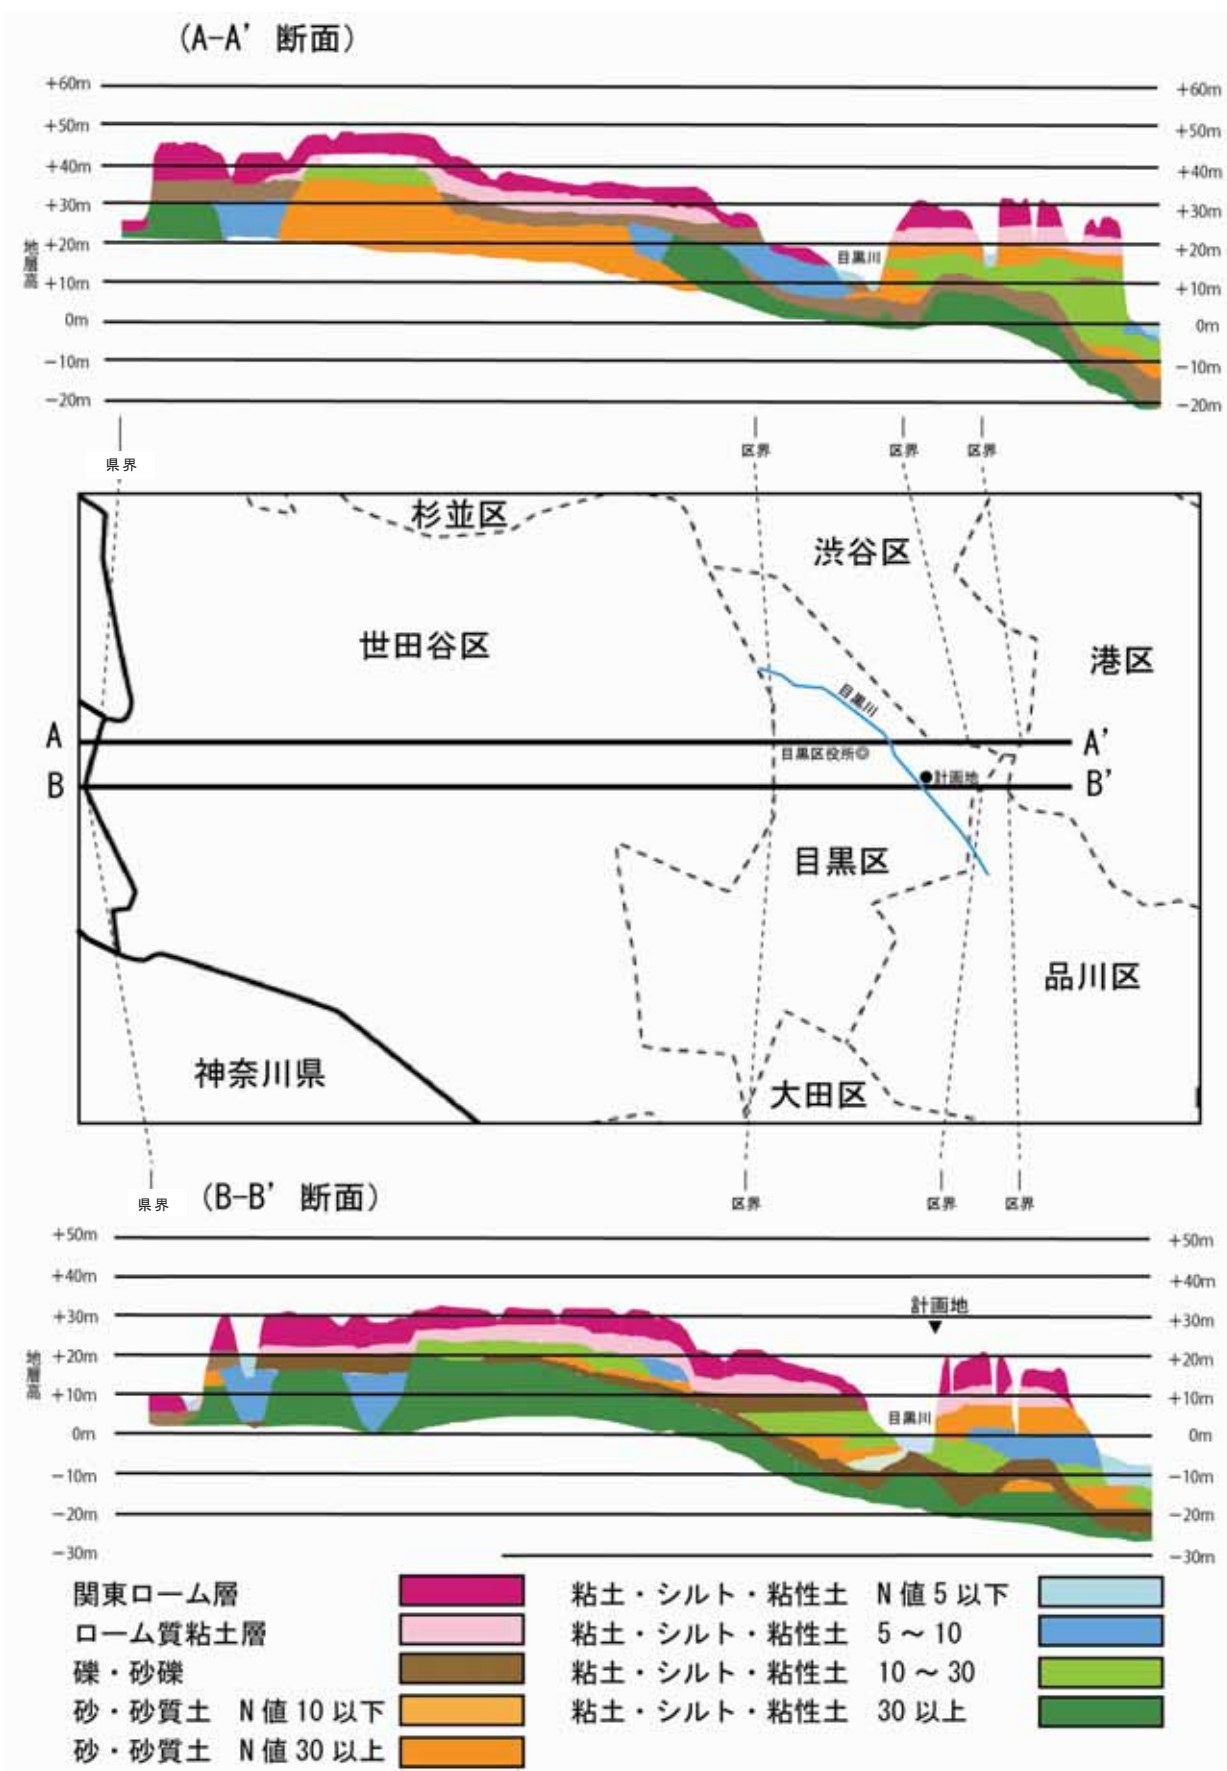 (A-A' 断面)
+60m
+60m
+50m
+50m
+40m
+40m
+30m
+30m
地層高
+20m
+20m
目黒川
+10m
+10m
0m
0m
-10m
-10m
-20m
-20m
県界
区界
区界
区界
杉並区
渋谷区
世田谷区
港区
目黒川
A
A'
目黒区役所◎
計画地
B
B'
目黒区
品川区
神奈川県
大田区
県界
(B-B' 断面)
区界
区界
区界
+50m
+50m
+40m
+40m
計画地
+30m
+30m
地層高
+20m
+20m
+10m
+10m
目黒川
0m
0m
-10m
-10m
-20m
-20m
-30m
-30m
関東ローム層
粘土・シルト・粘性土 N値5以下
ローム質粘土層
粘土・シルト・粘性土 5~10
礫・砂礫
粘土・シルト・粘性土 10~30
砂・砂質土 N値10以下
粘土・シルト・粘性土 30以上
砂・砂質土 N値30以上